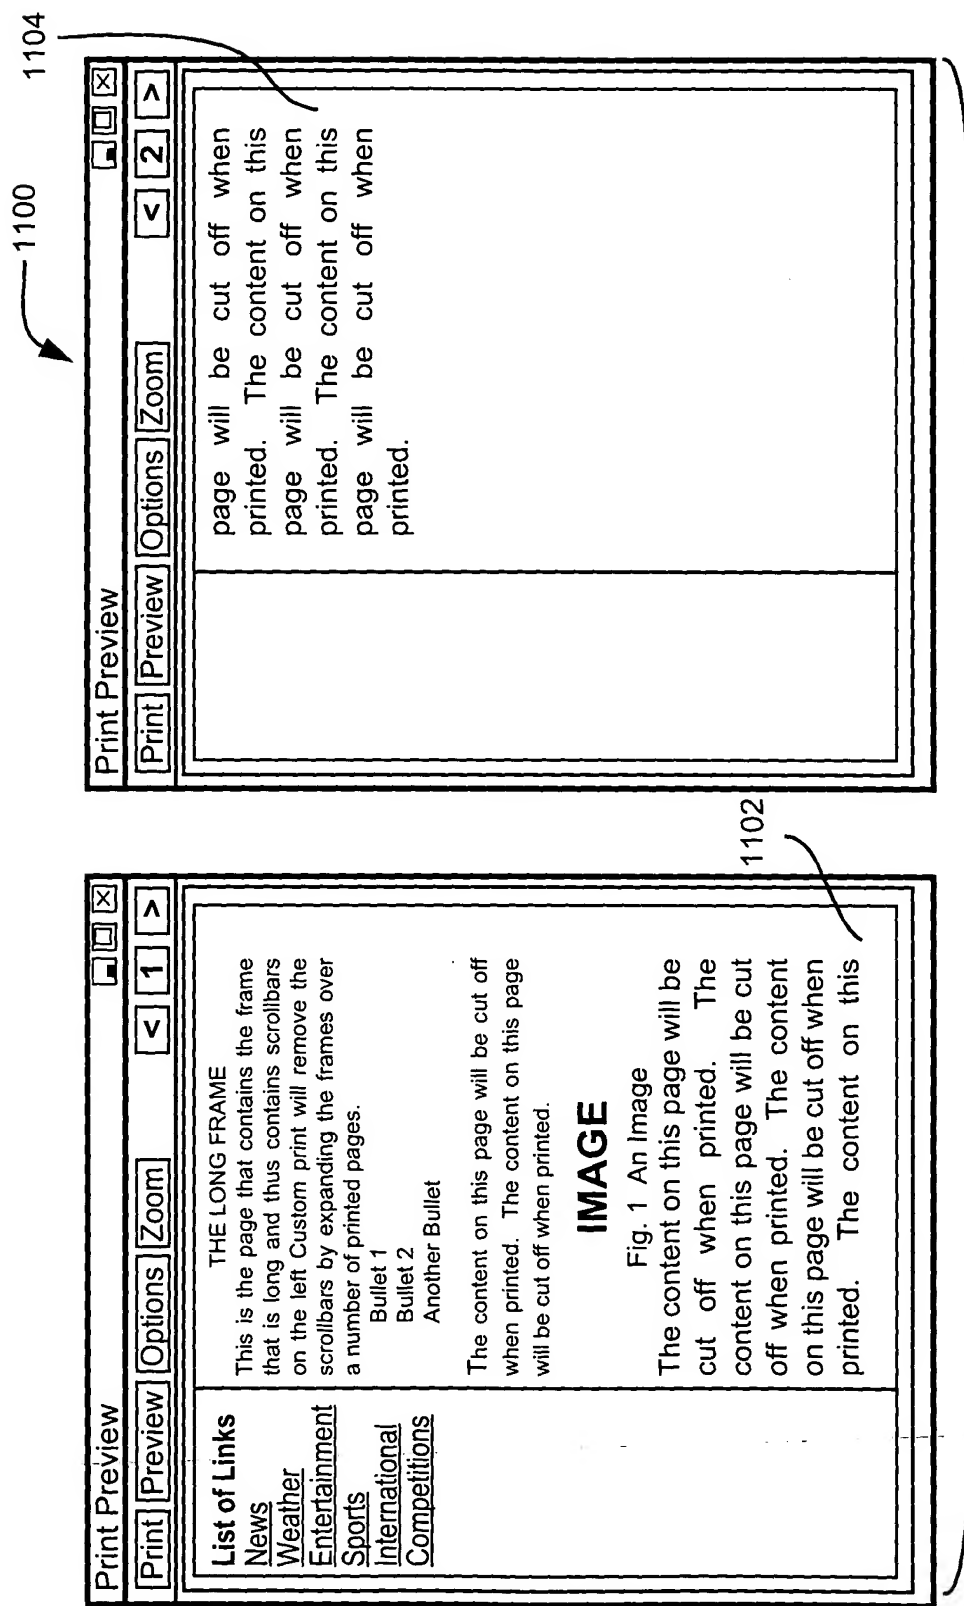 1100
Print Preview
Print Preview Options Zoom < 1 >
List of Links
News
Weather
Entertainment
Sports
International
Competitions
THE LONG FRAME
This is the page that contains the frame
that is long and thus contains scrollbars
on the left Custom print will remove the
scrollbars by expanding the frames over
a number of printed pages.
Bullet 1
Bullet 2
Another Bullet
The content on this page will be cut off
when printed. The content on this page
will be cut off when printed.
IMAGE
Fig. 1 An Image
The content on this page will be
cut off when printed. The
content on this page will be cut
off when printed. The content
on this page will be cut off when
printed. The content on this
1102
Print Preview
Print Preview Options Zoom < 2 >
page will be cut off when
printed. The content on this
page will be cut off when
printed. The content on this
page will be cut off when
printed.
1104